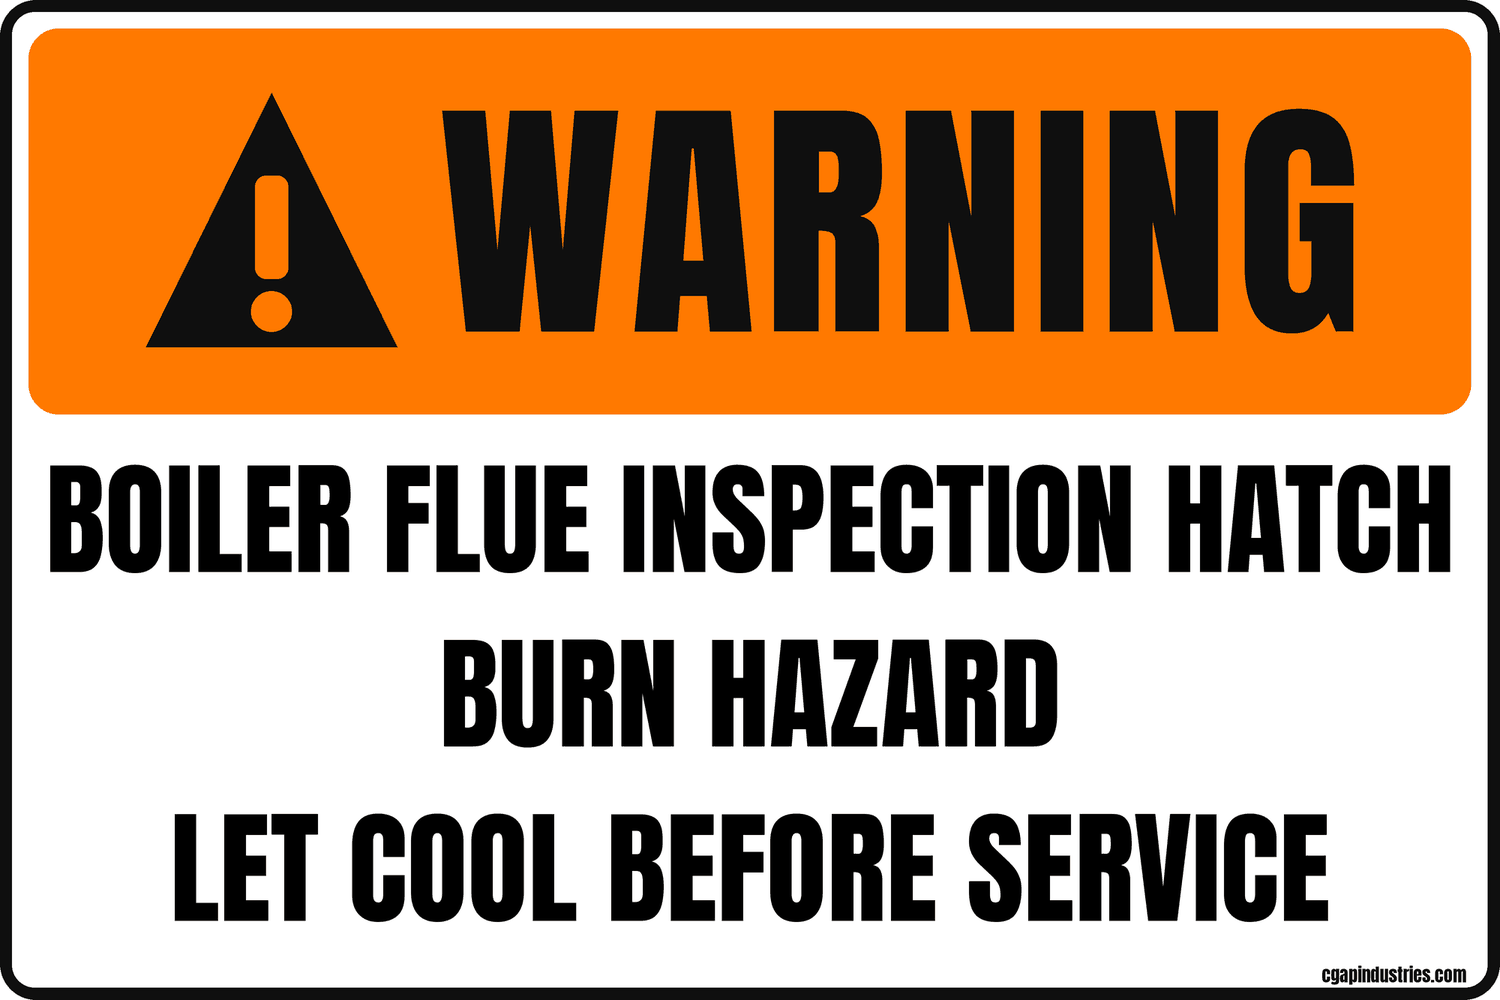 WARNING
BOILER FLUE INSPECTION HATCH
BURN HAZARD
LET COOL BEFORE SERVICE
cgapindustries.com